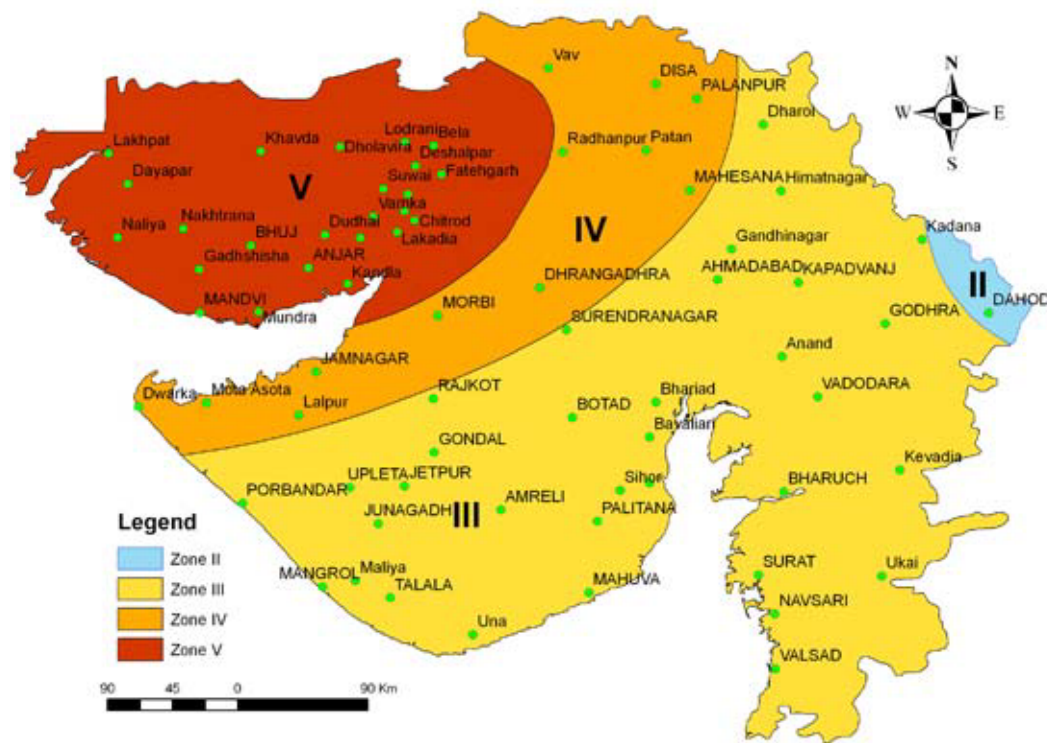 Vav
DISA
PALANPUR
N
W
E
S
Dharoi
Lakhpat
Khavda
Lodrani
Bela
Dholavira
Deshalpar
Radhanpur
Patan
Dayapar
V
Suwai
Fatehgarh
MAHESANA
Himatnagar
Vamka
Naliya
Nakhtrana
BHUJ
Dudhai
Chitrod
Lakadia
IV
Gandhinagar
Kadana
Gadhshisha
ANJAR
Kandla
DHRANGADHRA
AHMADABAD
KAPADVANJ
II
DAHOD
MANDVI
Mundra
MORBI
SURENDRANAGAR
GODHRA
JAMNAGAR
Anand
Dwarka
Mota Asota
Lalpur
RAJKOT
Bhariad
VADODARA
BOTAD
GONDAL
Bavaliari
UPLETA
JETPUR
Kevadia
PORBANDAR
Sihor
BHARUCH
JUNAGADH
III
AMRELI
PALITANA
MANGROL
Maliya
TALALA
MAHUVA
SURAT
Ukai
Una
NAVSARI
VALSAD
Legend
Zone II
Zone III
Zone IV
Zone V
90 45 0 90 Km